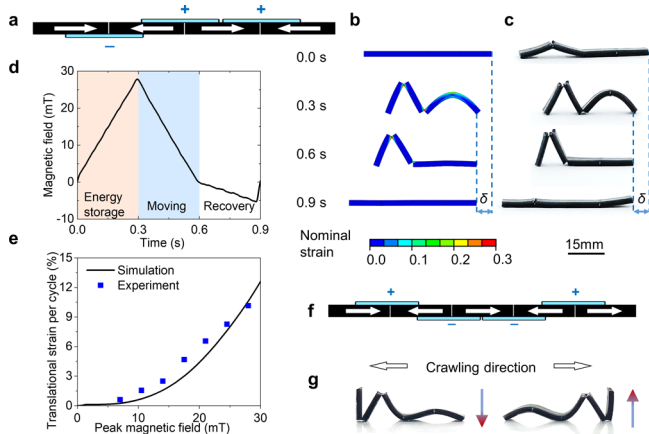 a
+
+
−
b
c
d
Magnetic field (mT)
30
20
10
0
-10
Energy
storage
Moving
Recovery
0.0
0.3
0.6
0.9
Time (s)
0.0 s
0.3 s
0.6 s
0.9 s
δ
δ
Nominal
strain
0.0
0.1
0.2
0.3
15mm
e
Translational strain per cycle (%)
15
12
9
6
3
0
Simulation
Experiment
0
10
20
30
Peak magnetic field (mT)
f
+
+
−
−
g
Crawling direction